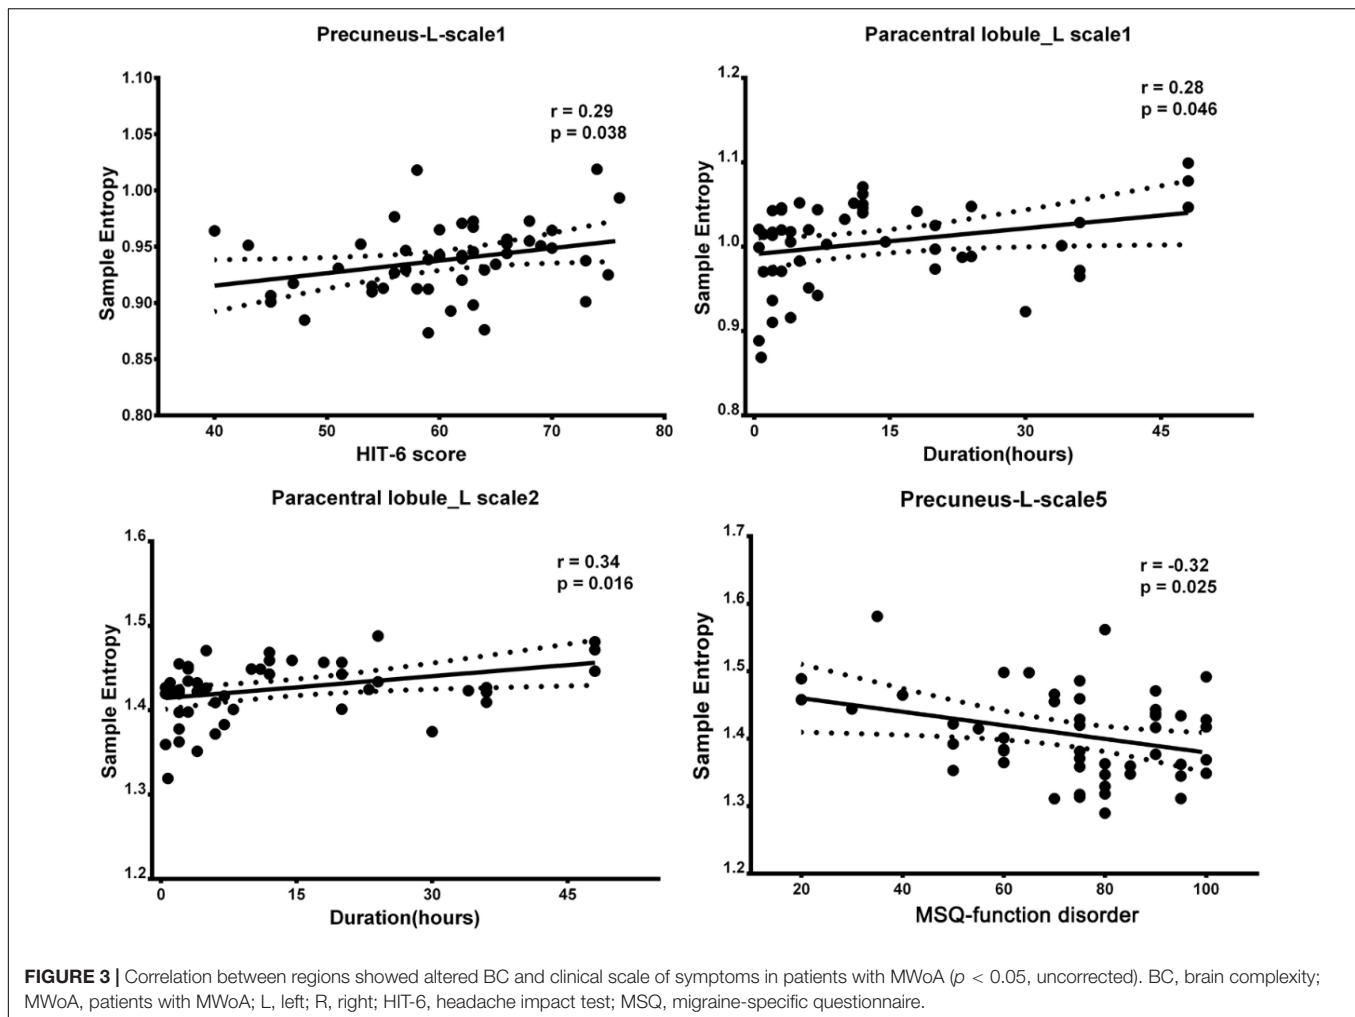 Precuneus-L-scale1
r = 0.29
p = 0.038
Sample Entropy
1.10
1.05
1.00
0.95
0.90
0.85
0.80
40 50 60 70 80
HIT-6 score
Paracentral lobule_L scale1
r = 0.28
p = 0.046
Sample Entropy
1.2
1.1
1.0
0.9
0.8
0 15 30 45
Duration(hours)
Paracentral lobule_L scale2
r = 0.34
p = 0.016
Sample Entropy
1.6
1.5
1.4
1.3
1.2
0 15 30 45
Duration(hours)
Precuneus-L-scale5
r = -0.32
p = 0.025
Sample Entropy
1.7
1.6
1.5
1.4
1.3
1.2
20 40 60 80 100
MSQ-function disorder
FIGURE 3 | Correlation between regions showed altered BC and clinical scale of symptoms in patients with MWoA (p < 0.05, uncorrected). BC, brain complexity;
MWoA, patients with MWoA; L, left; R, right; HIT-6, headache impact test; MSQ, migraine-specific questionnaire.